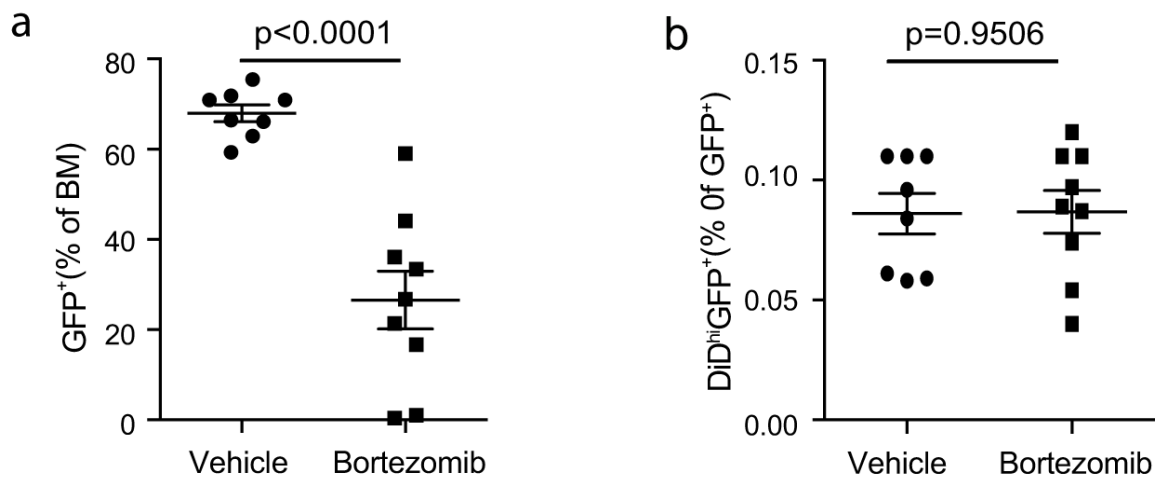 a
p<0.0001
GFP⁺(% of BM)
80
60
40
20
0
Vehicle
Bortezomib
b
p=0.9506
DiDʰⁱGFP⁺(% 0f GFP⁺)
0.15
0.10
0.05
0.00
Vehicle
Bortezomib